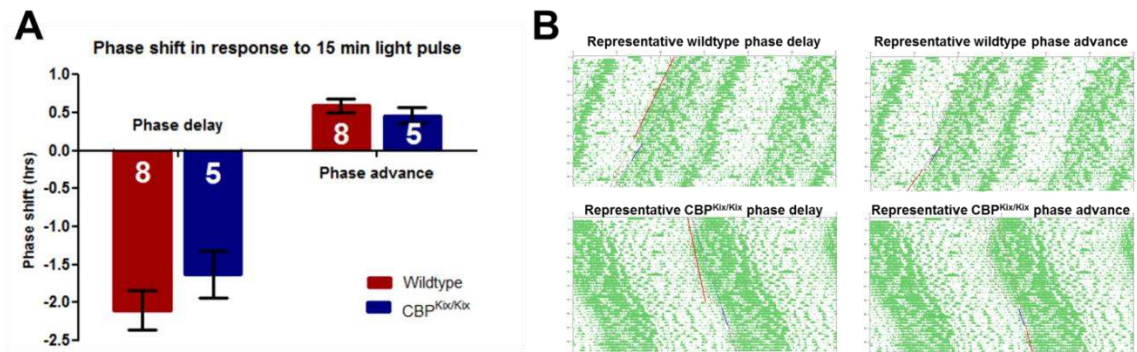 A
Phase shift in response to 15 min light pulse
Phase shift (hrs)
1.0
0.5
0.0
-0.5
-1.0
-1.5
-2.0
-2.5
Phase delay
8
5
8
5
Phase advance
Wildtype
CBPKix/Kix
B
Representative wildtype phase delay
Representative wildtype phase advance
Representative CBPKix/Kix phase delay
Representative CBPKix/Kix phase advance